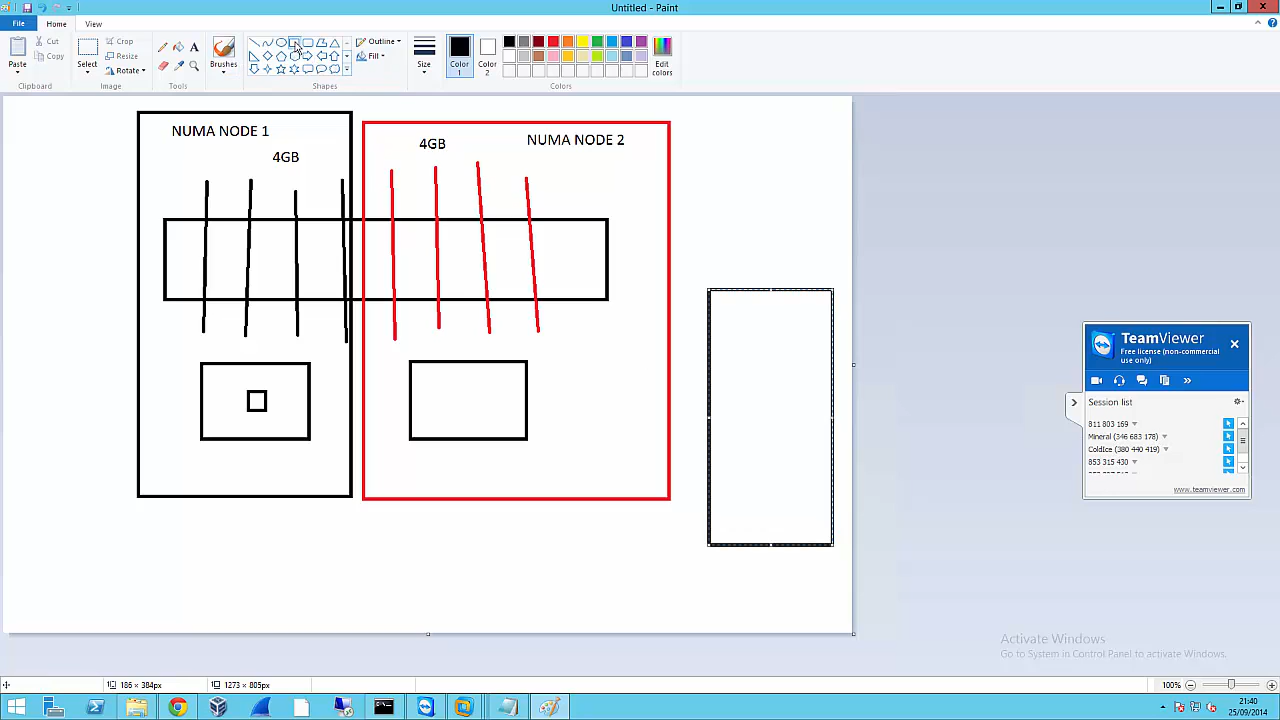 Untitled - Paint
File
Home
View
Paste
Cut
Copy
Clipboard
Select
Crop
Resize
Rotate
Image
Tools
Brushes
Shapes
Outline
Fill
Size
Color 1
Color 2
Edit colors
Colors
NUMA NODE 1
4GB
4GB
NUMA NODE 2
TeamViewer
Free license (non-commercial
use only)
Session list
811 803 169
Mineral (346 683 178)
ColdIce (380 440 419)
853 315 430
www.teamviewer.com
Activate Windows
Go to System in Control Panel to activate Windows.
186 × 384px
1273 × 805px
100%
21:40
25/09/2014